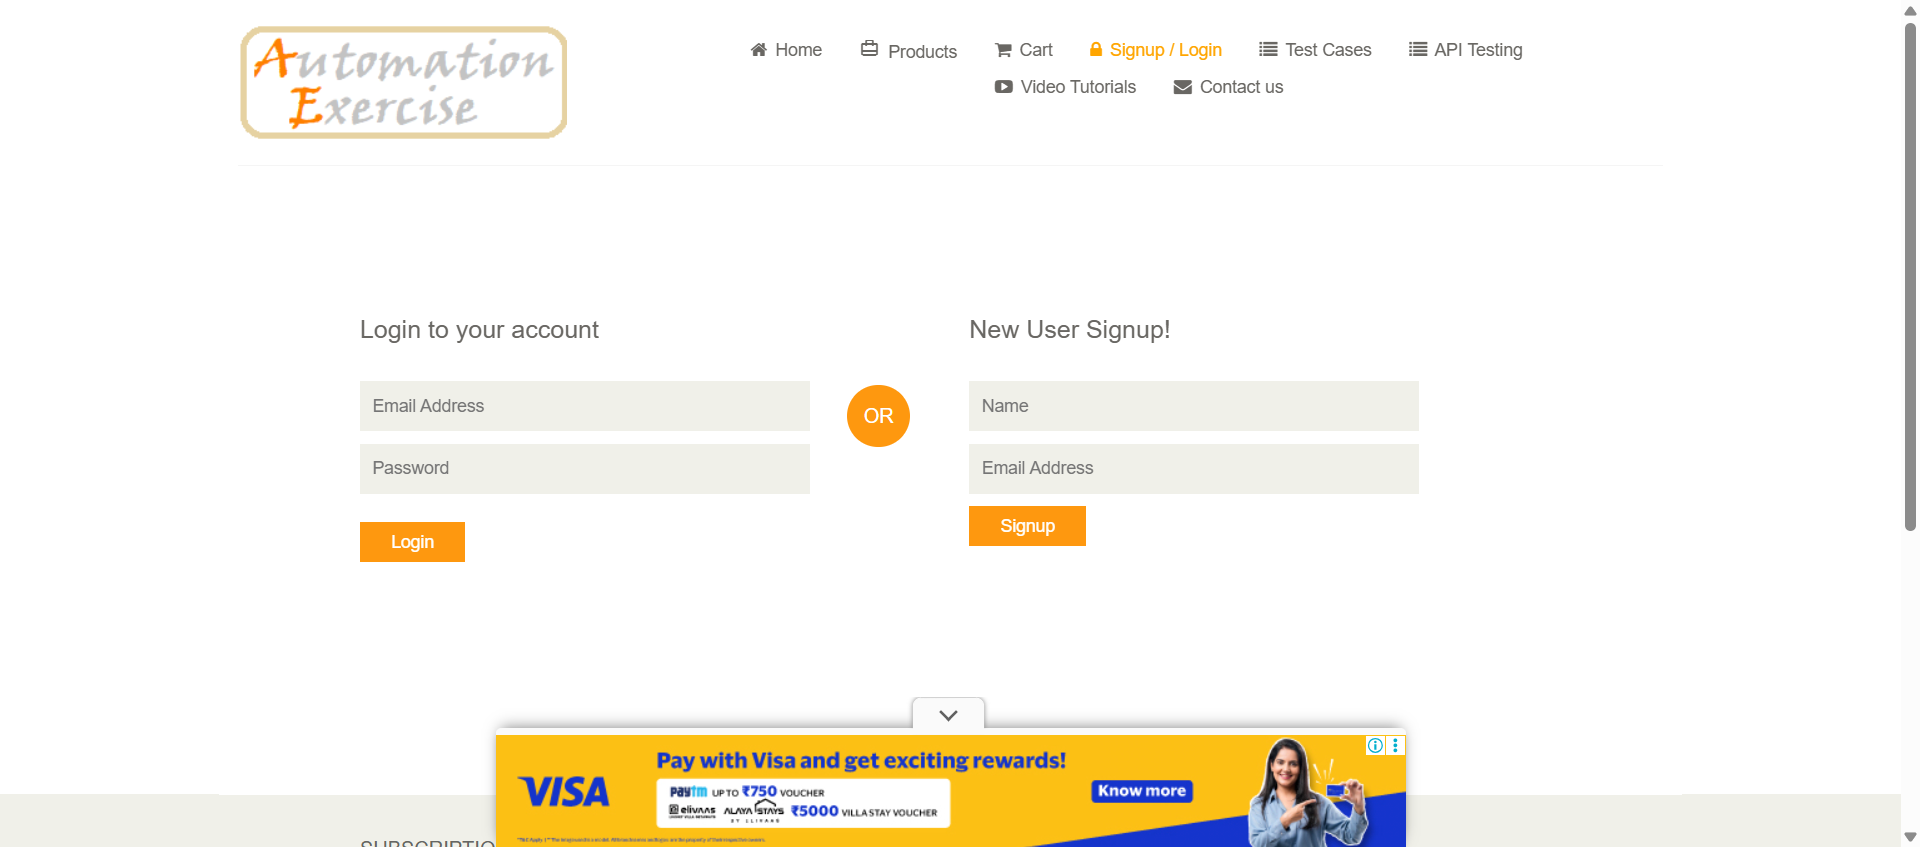 Automation
Exercise
Home
Products
Cart
Signup / Login
Test Cases
API Testing
Video Tutorials
Contact us
Login to your account
Email Address
Password
Login
OR
New User Signup!
Name
Email Address
Signup
VISA
Pay with Visa and get exciting rewards!
paytm UP TO ₹750 VOUCHER
elivaas ALAYA STAYS ₹5000 VILLA STAY VOUCHER
BY ELIVAAS
Know more
SUBSCRIPTIO